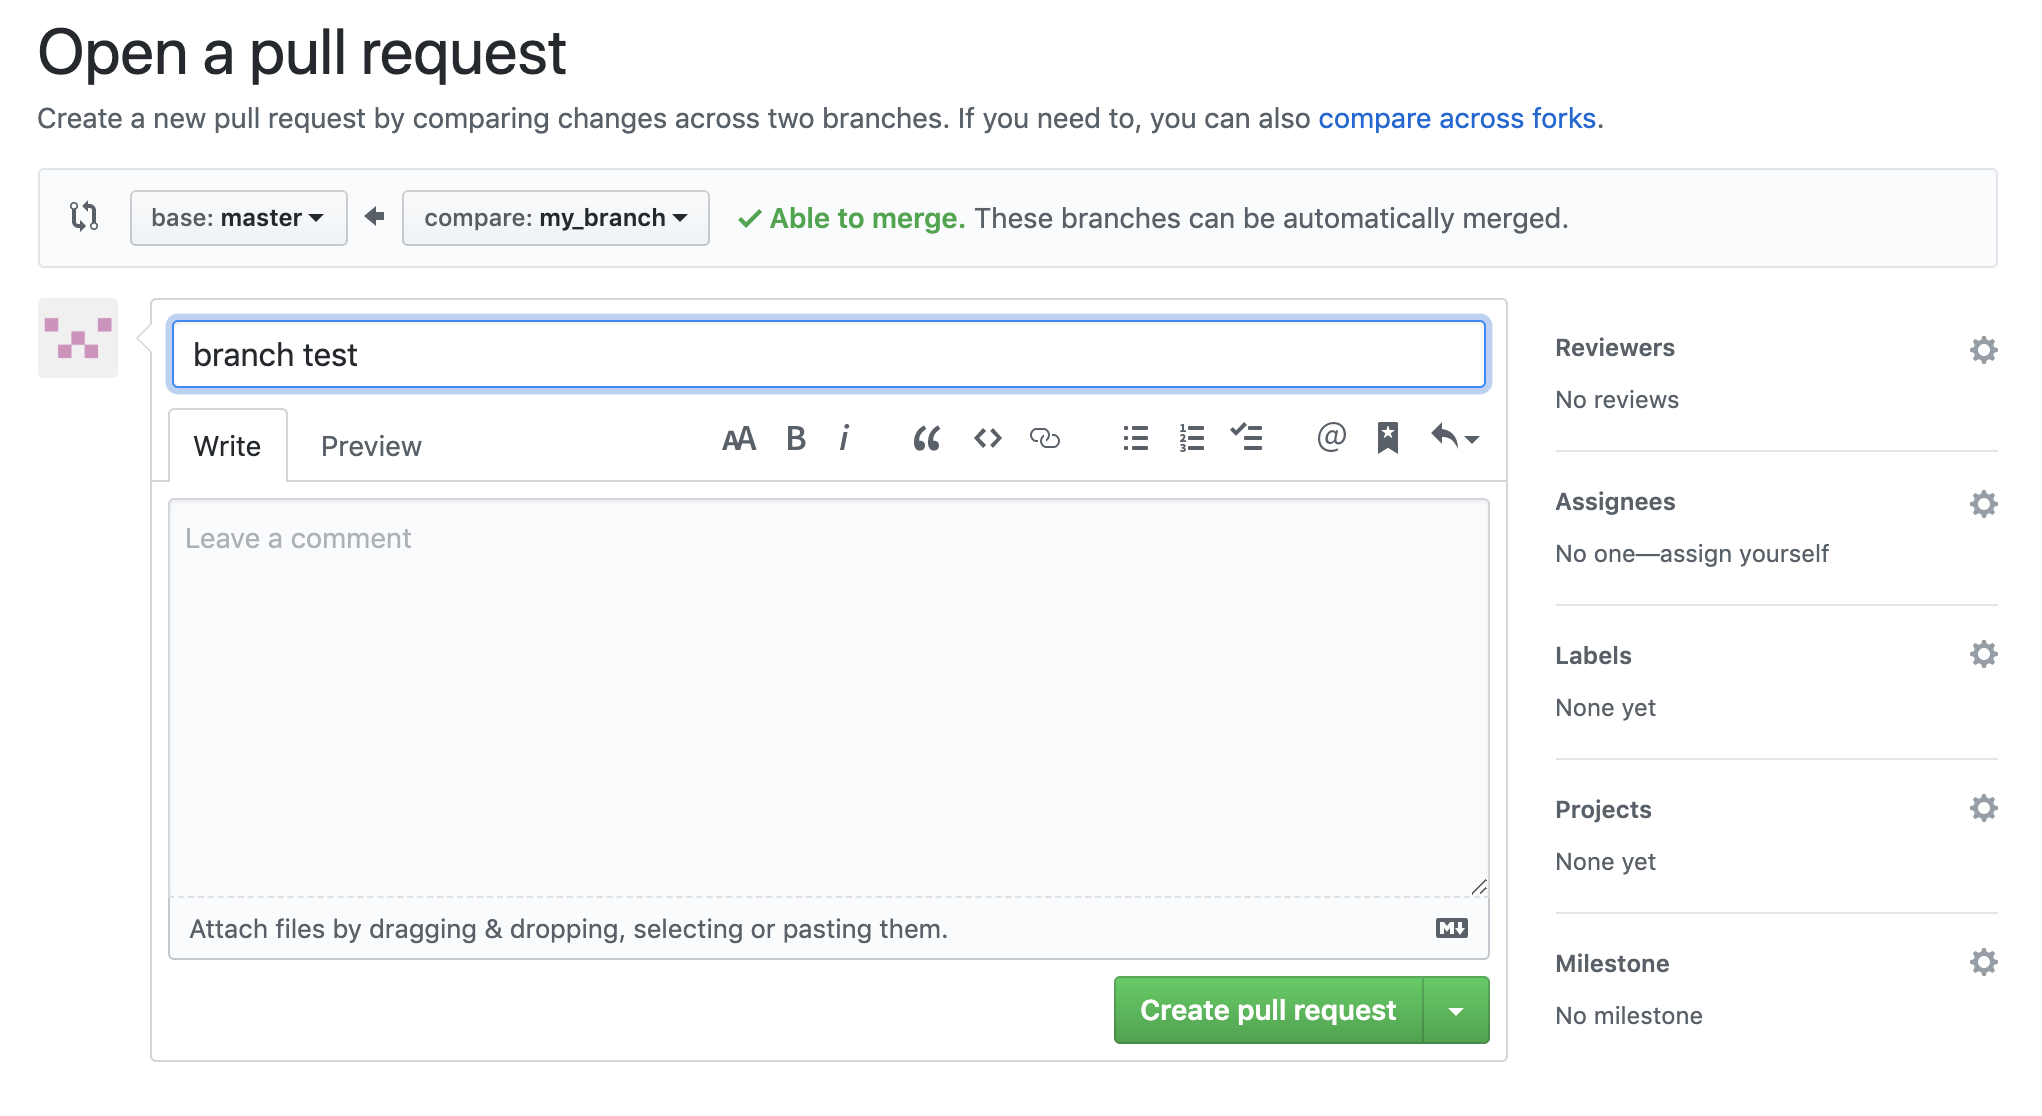 Open a pull request
Create a new pull request by comparing changes across two branches. If you need to, you can also compare across forks.
base: master
compare: my_branch
Able to merge. These branches can be automatically merged.
branch test
Write
Preview
AA B i
@
Leave a comment
Attach files by dragging & dropping, selecting or pasting them.
M
Create pull request
Reviewers
No reviews
Assignees
No one—assign yourself
Labels
None yet
Projects
None yet
Milestone
No milestone